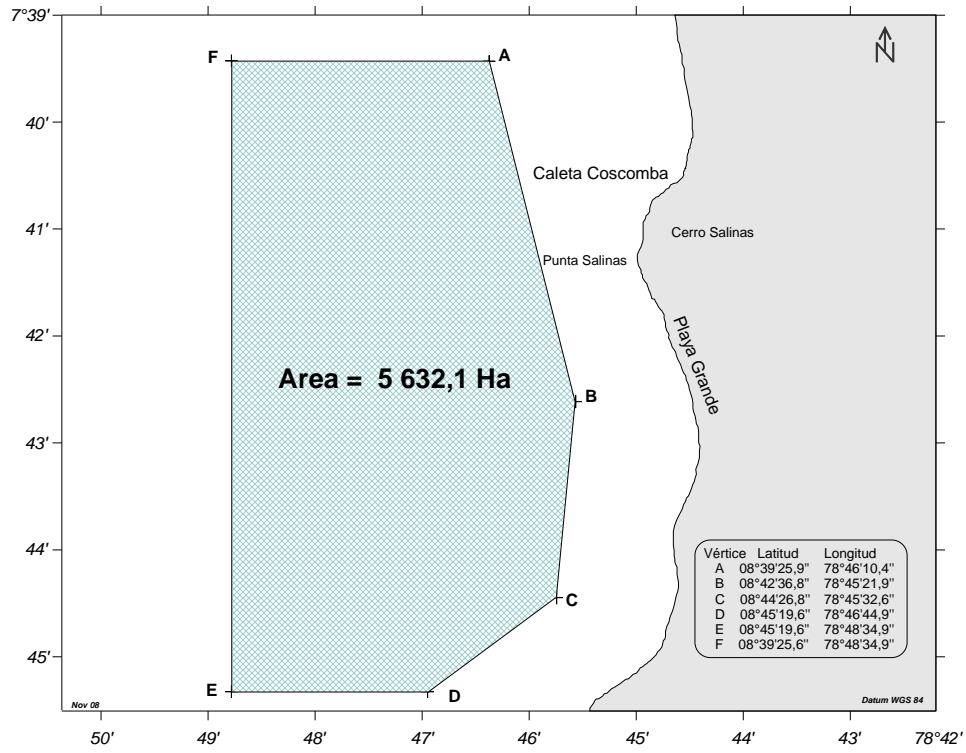 7°39'
F
A
N
40'
Caleta Coscomba
41'
Cerro Salinas
Punta Salinas
42'
Playa Grande
Area = 5 632,1 Ha
B
43'
44'
Vértice Latitud Longitud
A 08°39'25,9" 78°46'10,4"
B 08°42'36,8" 78°45'21,9"
C 08°44'26,8" 78°45'32,6"
D 08°45'19,6" 78°46'44,9"
E 08°45'19,6" 78°48'34,9"
F 08°39'25,6" 78°48'34,9"
C
45'
E
D
Nov 08
Datum WGS 84
50' 49' 48' 47' 46' 45' 44' 43' 78°42'